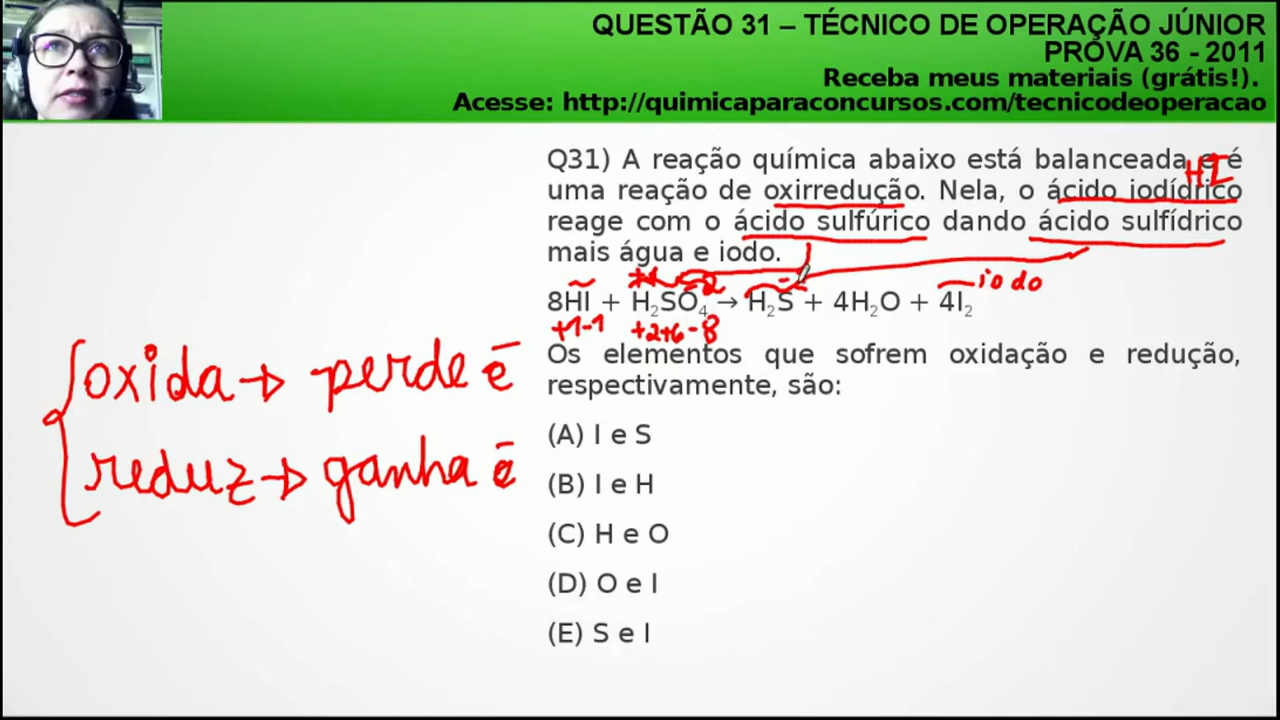 QUESTÃO 31 – TÉCNICO DE OPERAÇÃO JÚNIOR
PROVA 36 - 2011
Receba meus materiais (grátis!).
Acesse: http://quimicaparaconcursos.com/tecnicodeoperacao
Q31) A reação química abaixo está balanceada e é
HI
uma reação de oxirredução. Nela, o ácido iodídrico
reage com o ácido sulfúrico dando ácido sulfídrico
mais água e iodo.
-2 -2 iodo
8HI + H₂SO₄ → H₂S + 4H₂O + 4I₂
+1-1 +2+6-8
Os elementos que sofrem oxidação e redução,
respectivamente, são:
oxida → perde ē
reduz → ganha ē
(A) I e S
(B) I e H
(C) H e O
(D) O e I
(E) S e I